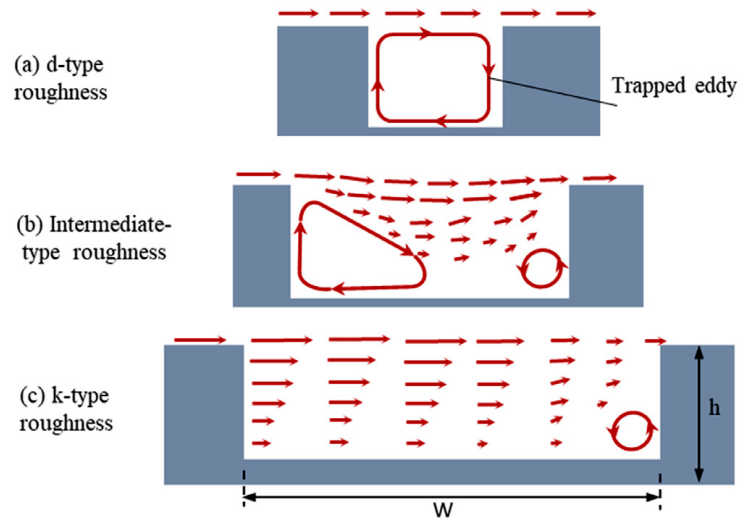 (a) d-type
roughness
Trapped eddy
(b) Intermediate-
type roughness
(c) k-type
roughness
h
W